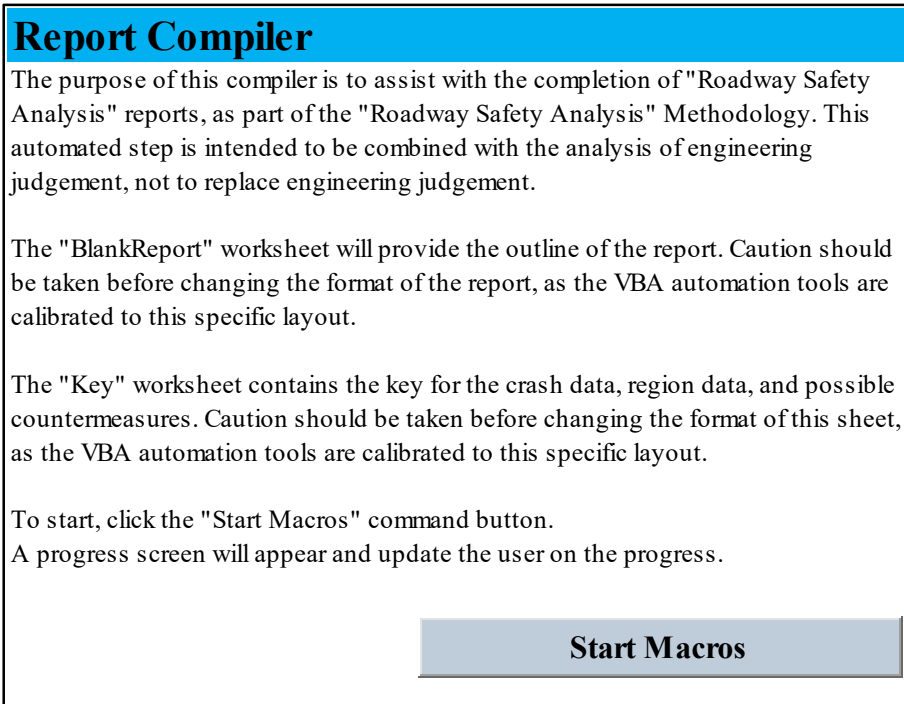 Report Compiler
The purpose of this compiler is to assist with the completion of "Roadway Safety
Analysis" reports, as part of the "Roadway Safety Analysis" Methodology. This
automated step is intended to be combined with the analysis of engineering
judgement, not to replace engineering judgement.
The "BlankReport" worksheet will provide the outline of the report. Caution should
be taken before changing the format of the report, as the VBA automation tools are
calibrated to this specific layout.
The "Key" worksheet contains the key for the crash data, region data, and possible
countermeasures. Caution should be taken before changing the format of this sheet,
as the VBA automation tools are calibrated to this specific layout.
To start, click the "Start Macros" command button.
A progress screen will appear and update the user on the progress.
Start Macros